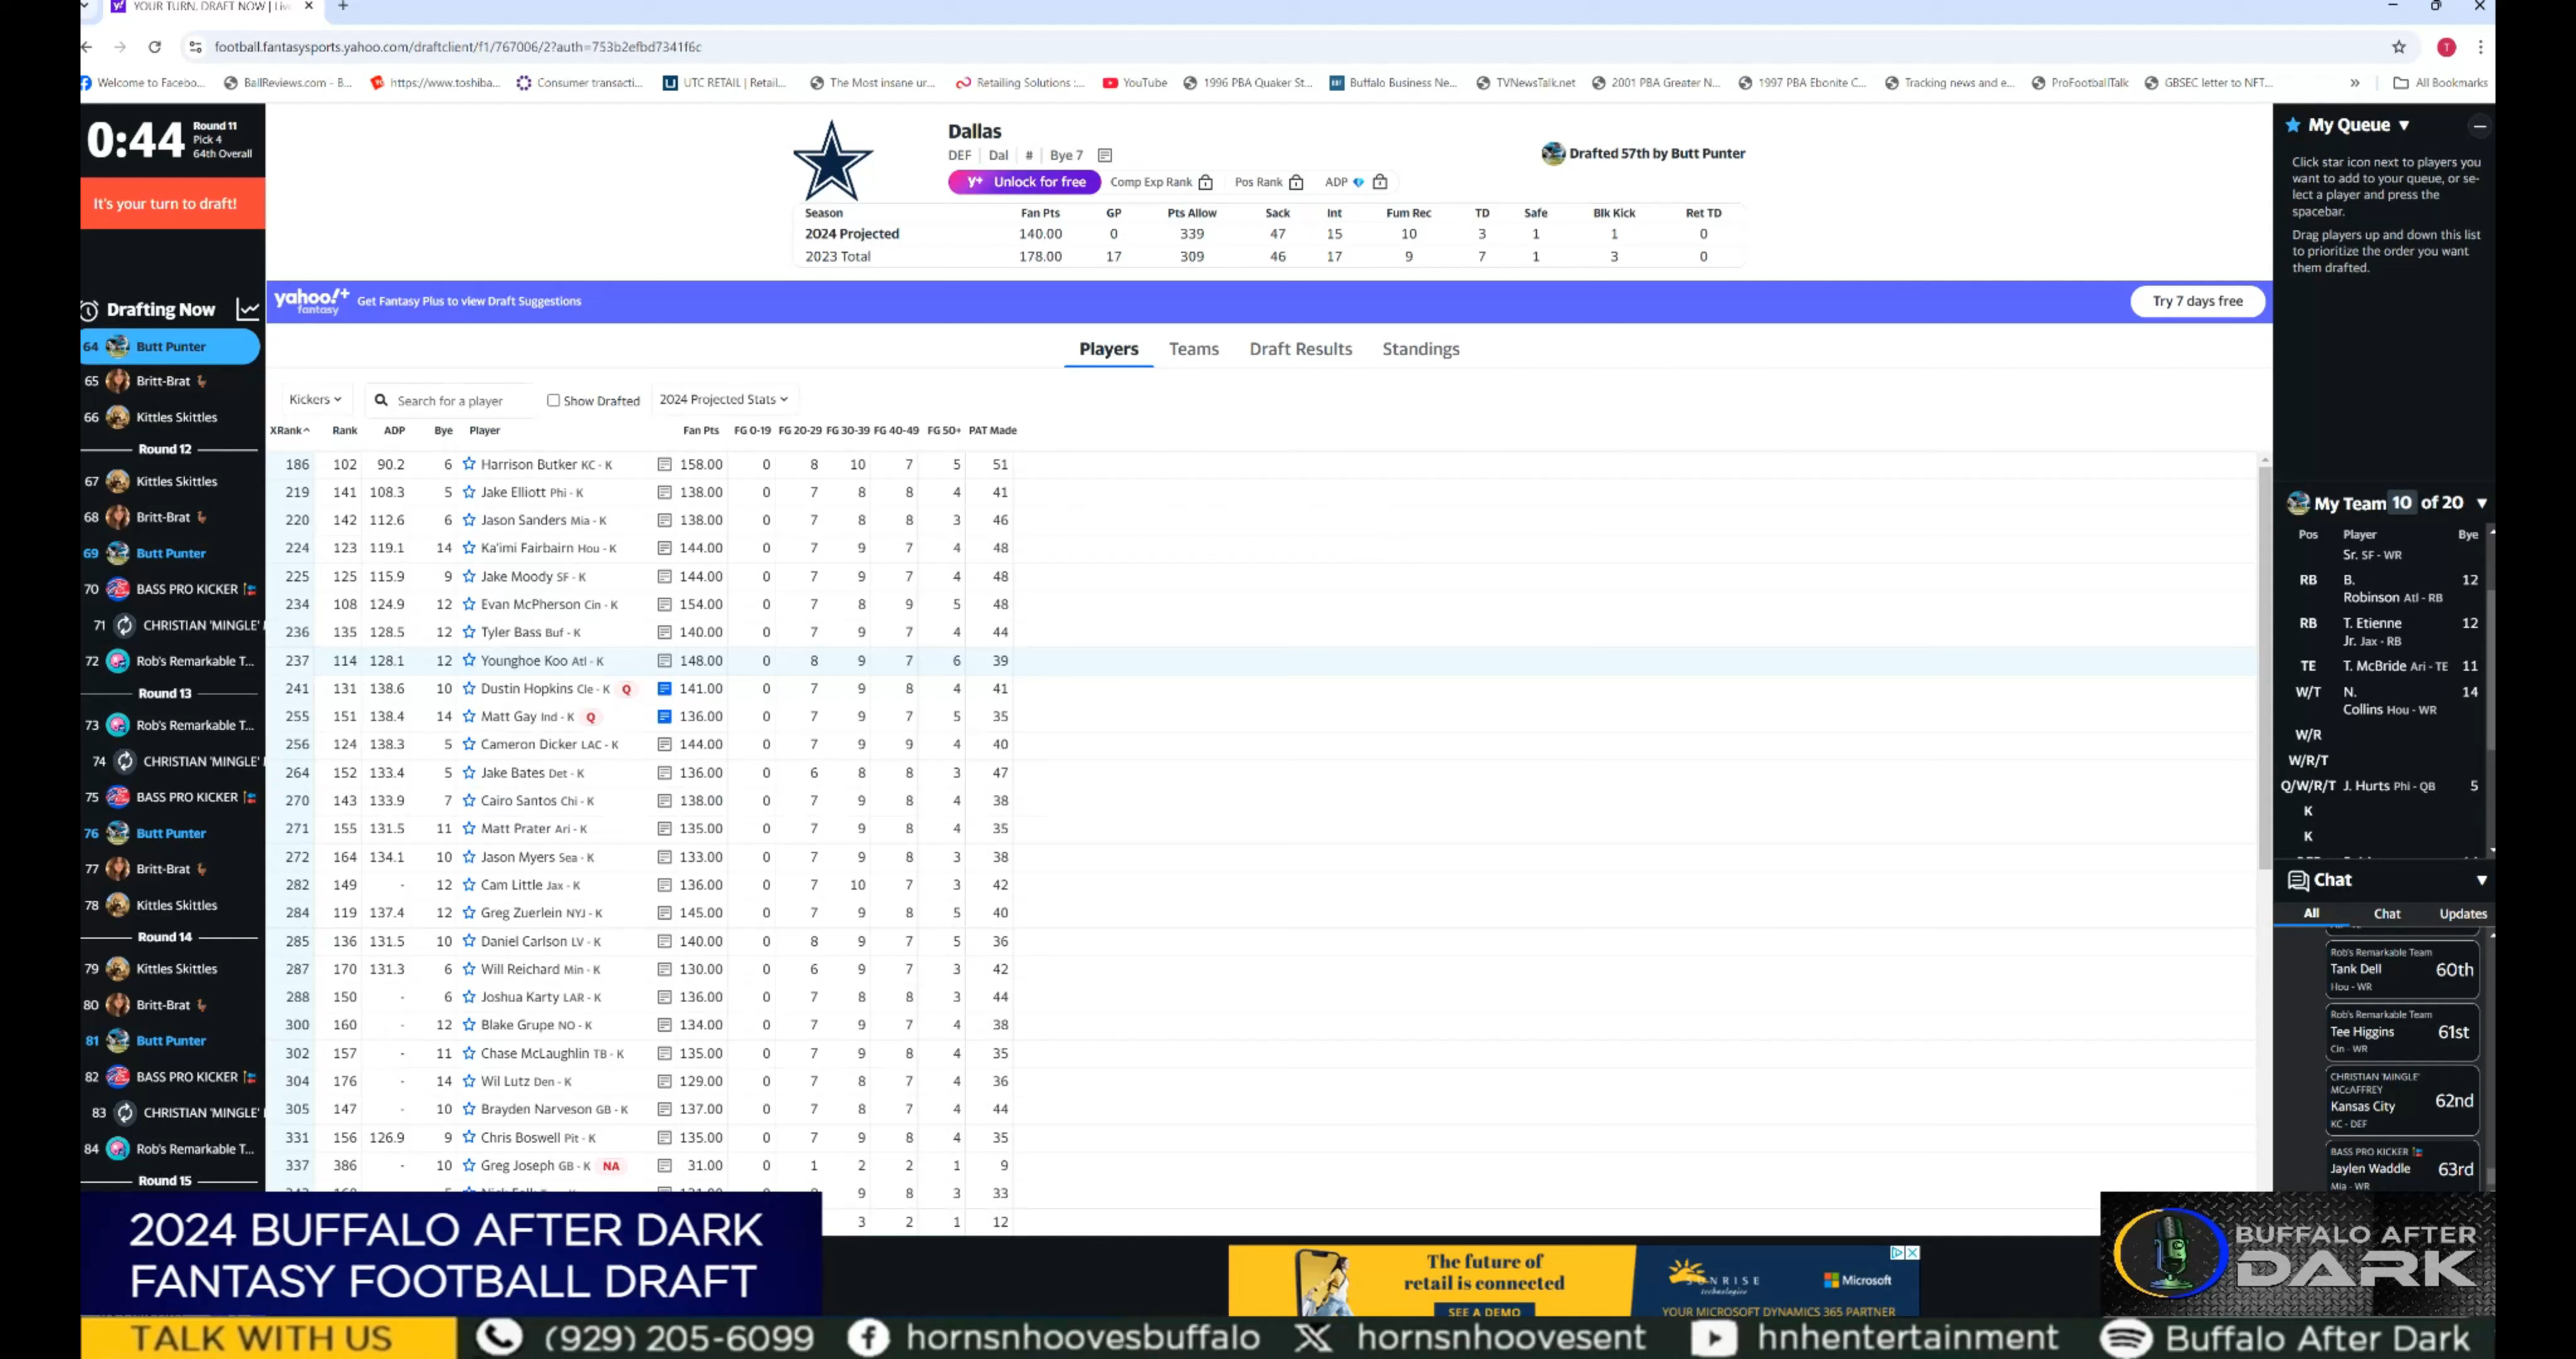 YOUR TURN, DRAFT NOW | Liv
football.fantasysports.yahoo.com/draftclient/f1/767006/2?auth=753b2efbd7341f6c
T
Welcome to Facebo... BallReviews.com - B... https://www.toshiba... Consumer transacti... UTC RETAIL | Retail... The Most insane ur... Retailing Solutions :... YouTube 1996 PBA Quaker St... Buffalo Business Ne... TVNewsTalk.net 2001 PBA Greater N... 1997 PBA Ebonite C... Tracking news and e... ProFootballTalk GBSEC letter to NFT... » All Bookmarks
0:44
Round 11
Pick 4
64th Overall
It's your turn to draft!
Drafting Now
64 Butt Punter
65 Britt-Brat
66 Kittles Skittles
Round 12
67 Kittles Skittles
68 Britt-Brat
69 Butt Punter
70 BASS PRO KICKER
71 CHRISTIAN 'MINGLE'
72 Rob's Remarkable T...
Round 13
73 Rob's Remarkable T...
74 CHRISTIAN 'MINGLE'
75 BASS PRO KICKER
76 Butt Punter
77 Britt-Brat
78 Kittles Skittles
Round 14
79 Kittles Skittles
80 Britt-Brat
81 Butt Punter
82 BASS PRO KICKER
83 CHRISTIAN 'MINGLE'
84 Rob's Remarkable T...
Round 15
Dallas
DEF Dal # Bye 7
Drafted 57th by Butt Punter
y+ Unlock for free Comp Exp Rank Pos Rank ADP
Season Fan Pts GP Pts Allow Sack Int Fum Rec TD Safe Blk Kick Ret TD
2024 Projected 140.00 0 339 47 15 10 3 1 1 0
2023 Total 178.00 17 309 46 17 9 7 1 3 0
yahoo!+ fantasy Get Fantasy Plus to view Draft Suggestions Try 7 days free
Players Teams Draft Results Standings
Kickers Search for a player Show Drafted 2024 Projected Stats
XRank Rank ADP Bye Player Fan Pts FG 0-19 FG 20-29 FG 30-39 FG 40-49 FG 50+ PAT Made
186 102 90.2 6 Harrison Butker KC - K 158.00 0 8 10 7 5 51
219 141 108.3 5 Jake Elliott Phi - K 138.00 0 7 8 8 4 41
220 142 112.6 6 Jason Sanders Mia - K 138.00 0 7 8 8 3 46
224 123 119.1 14 Ka'imi Fairbairn Hou - K 144.00 0 7 9 7 4 48
225 125 115.9 9 Jake Moody SF - K 144.00 0 7 9 7 4 48
234 108 124.9 12 Evan McPherson Cin - K 154.00 0 7 8 9 5 48
236 135 128.5 12 Tyler Bass Buf - K 140.00 0 7 9 7 4 44
237 114 128.1 12 Younghoe Koo Atl - K 148.00 0 8 9 7 6 39
241 131 138.6 10 Dustin Hopkins Cle - K Q 141.00 0 7 9 8 4 41
255 151 138.4 14 Matt Gay Ind - K Q 136.00 0 7 9 7 5 35
256 124 138.3 5 Cameron Dicker LAC - K 144.00 0 7 9 9 4 40
264 152 133.4 5 Jake Bates Det - K 136.00 0 6 8 8 3 47
270 143 133.9 7 Cairo Santos Chi - K 138.00 0 7 9 8 4 38
271 155 131.5 11 Matt Prater Ari - K 135.00 0 7 9 8 4 35
272 164 134.1 10 Jason Myers Sea - K 133.00 0 7 9 8 3 38
282 149 - 12 Cam Little Jax - K 136.00 0 7 10 7 3 42
284 119 137.4 12 Greg Zuerlein NYJ - K 145.00 0 7 9 8 5 40
285 136 131.5 10 Daniel Carlson LV - K 140.00 0 8 9 7 5 36
287 170 131.3 6 Will Reichard Min - K 130.00 0 6 9 7 3 42
288 150 - 6 Joshua Karty LAR - K 136.00 0 7 8 8 3 44
300 160 - 12 Blake Grupe NO - K 134.00 0 7 9 7 4 38
302 157 - 11 Chase McLaughlin TB - K 135.00 0 7 9 8 4 35
304 176 - 14 Wil Lutz Den - K 129.00 0 7 8 7 4 36
305 147 - 10 Brayden Narveson GB - K 137.00 0 7 8 7 4 44
331 156 126.9 9 Chris Boswell Pit - K 135.00 0 7 9 8 4 35
337 386 - 10 Greg Joseph GB - K NA 31.00 0 1 2 2 1 9
9 8 3 33
3 2 1 12
My Queue
Click star icon next to players you
want to add to your queue, or se-
lect a player and press the
spacebar.
Drag players up and down this list
to prioritize the order you want
them drafted.
My Team 10 of 20
Pos Player Bye
Sr. SF - WR
RB B. 12
Robinson Atl - RB
RB T. Etienne 12
Jr. Jax - RB
TE T. McBride Ari - TE 11
W/T N. 14
Collins Hou - WR
W/R
W/R/T
Q/W/R/T J. Hurts Phi - QB 5
K
K
Chat
All Chat Updates
Rob's Remarkable Team
Tank Dell 60th
Hou - WR
Rob's Remarkable Team
Tee Higgins 61st
Cin - WR
CHRISTIAN 'MINGLE'
MCCAFFREY
Kansas City 62nd
KC - DEF
BASS PRO KICKER
Jaylen Waddle 63rd
Mia - WR
2024 BUFFALO AFTER DARK
FANTASY FOOTBALL DRAFT
The future of
retail is connected
SEE A DEMO
SUNRISE
technologies
Microsoft
YOUR MICROSOFT DYNAMICS 365 PARTNER
BUFFALO AFTER
DARK
TALK WITH US (929) 205-6099 hornsnhoovesbuffalo hornsnhoovesent hnhentertainment Buffalo After Dark